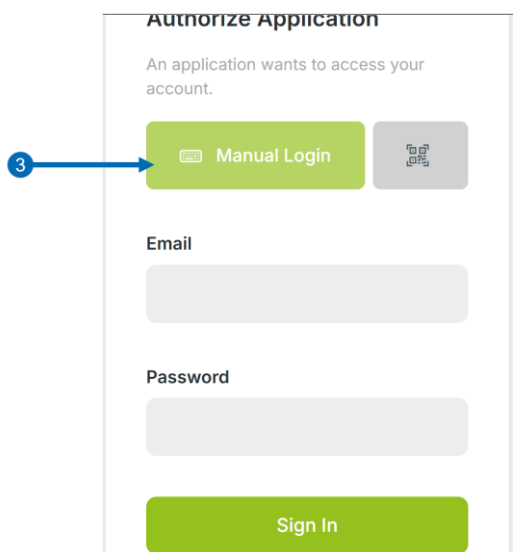 Authorize Application
An application wants to access your
account.
3
Manual Login
Email
Password
Sign In